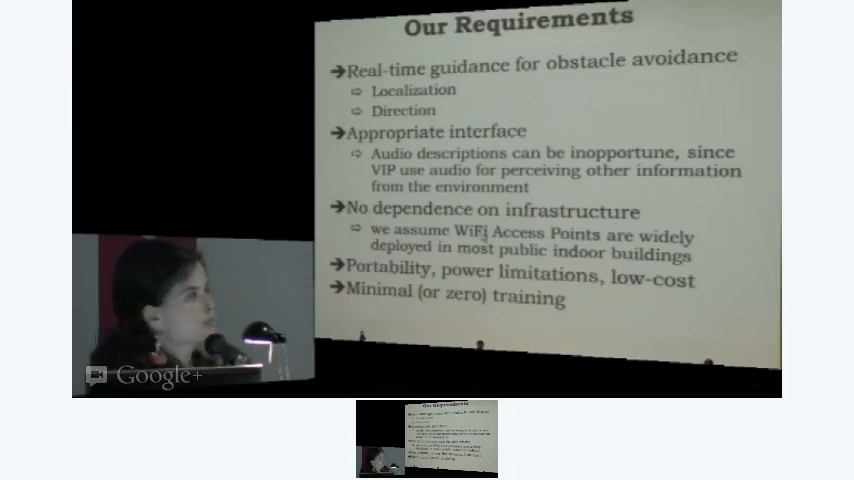 Our Requirements
➔Real-time guidance for obstacle avoidance
⇨ Localization
⇨ Direction
➔Appropriate interface
⇨ Audio descriptions can be inopportune, since
VIP use audio for perceiving other information
from the environment
➔No dependence on infrastructure
⇨ we assume WiFi Access Points are widely
deployed in most public indoor buildings
➔Portability, power limitations, low-cost
➔Minimal (or zero) training
Google+
Our Requirements